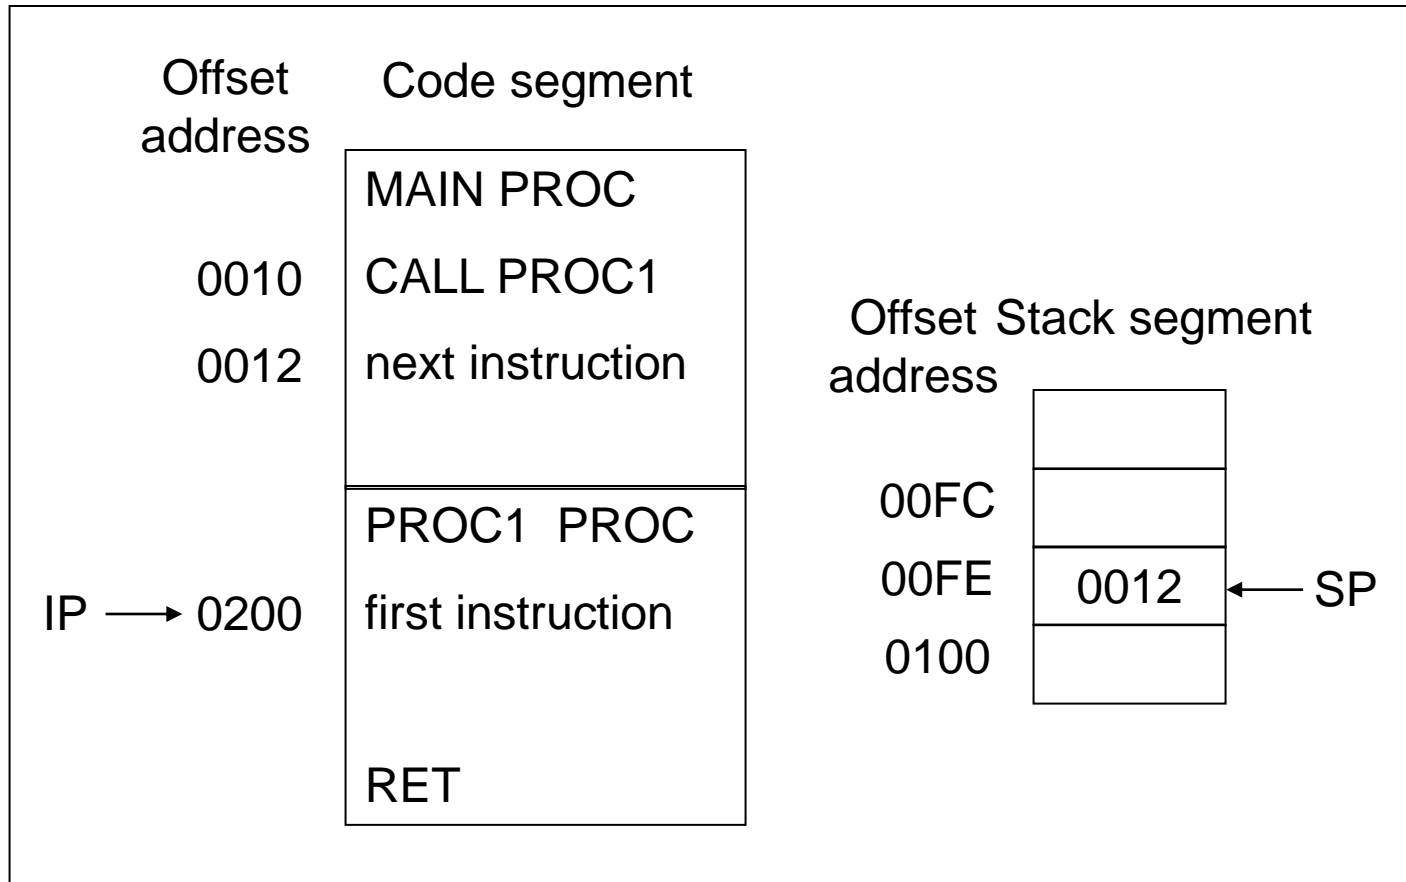 Offset
address
Code segment
MAIN PROC
0010 CALL PROC1
0012 next instruction
PROC1 PROC
IP 0200 first instruction
RET
Offset Stack segment
address
00FC
00FE 0012 SP
0100